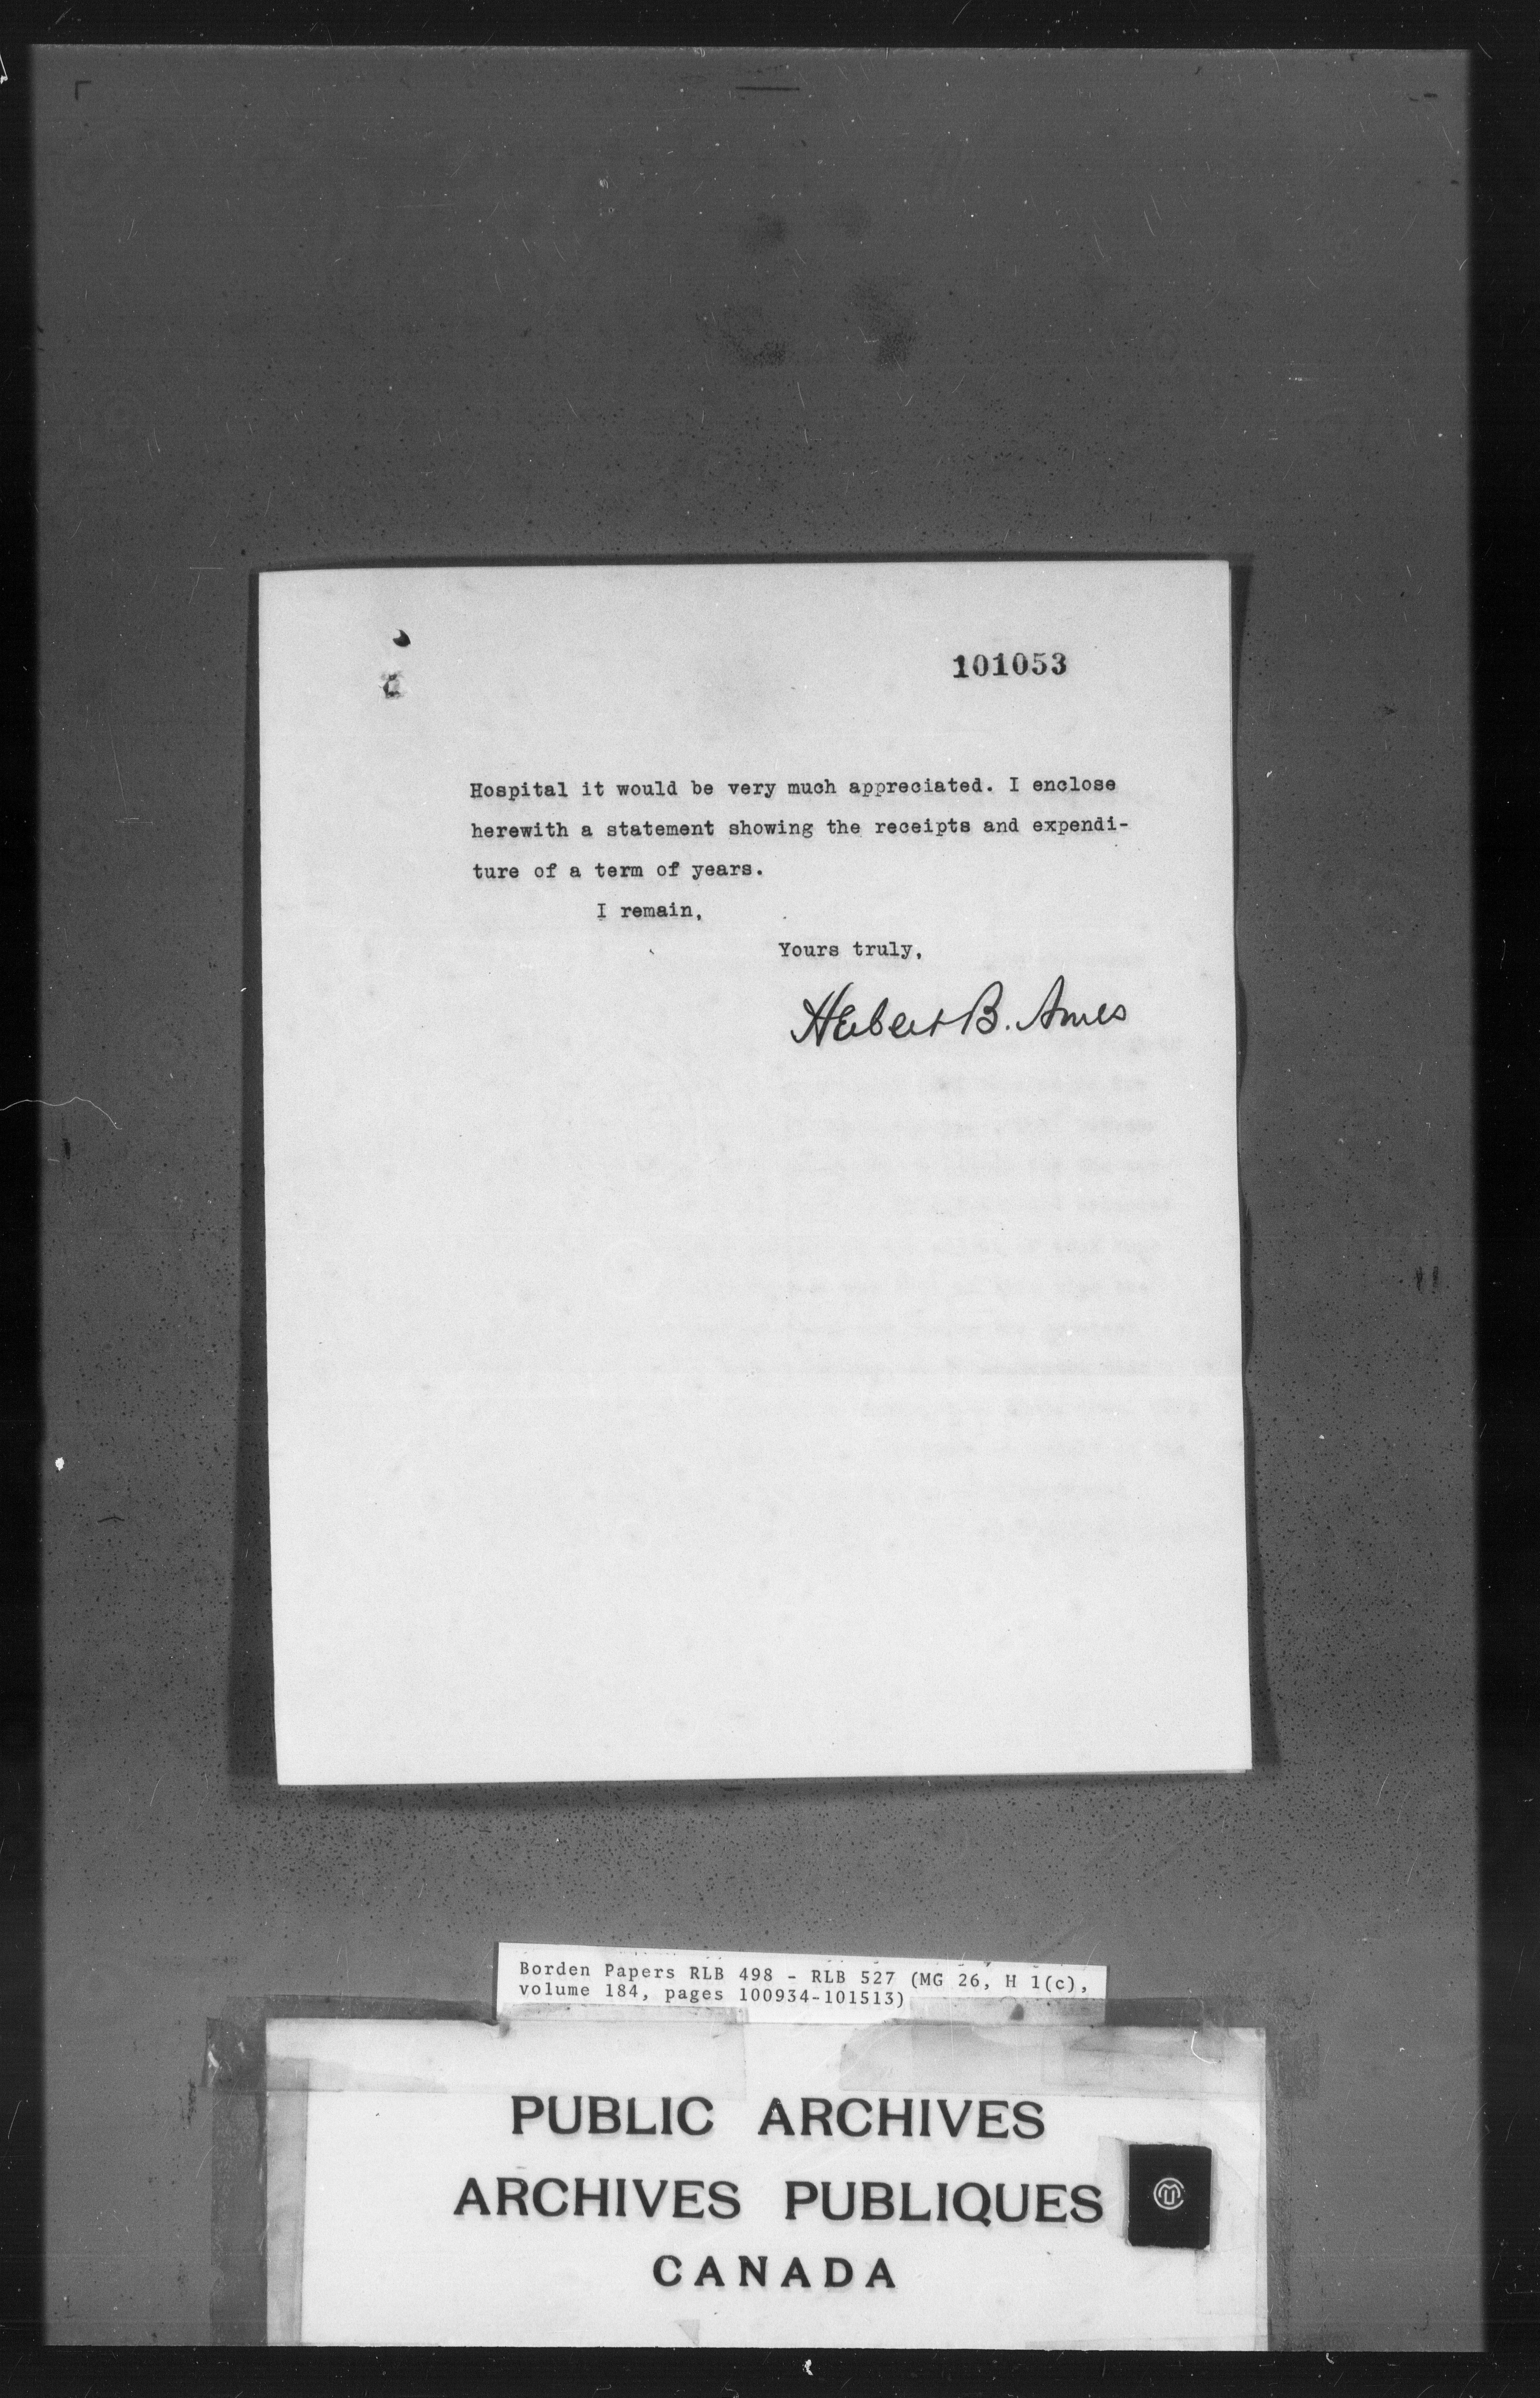 101053
Hospital it would be very much appreciated. I enclose
herewith a statement showing the receipts and expendi-
ture of a term of years.
I remain,
Yours truly,
Herbert B. Ames
Borden Papers RLB 498 - RLB 527 (MG 26, H 1(c),
volume 184, pages 100934-101513)
PUBLIC ARCHIVES
ARCHIVES PUBLIQUES
CANADA